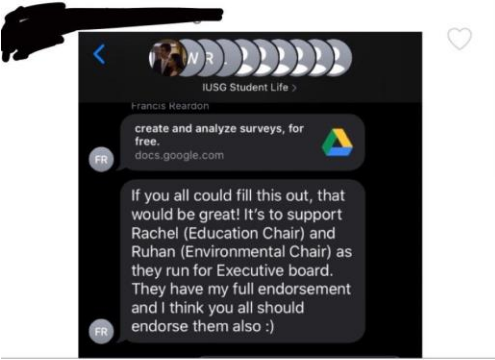 W R .
IUSG Student Life >
Francis Reardon
create and analyze surveys, for
free.
docs.google.com
FR
If you all could fill this out, that
would be great! It's to support
Rachel (Education Chair) and
Ruhan (Environmental Chair) as
they run for Executive board.
They have my full endorsement
and I think you all should
endorse them also :)
FR